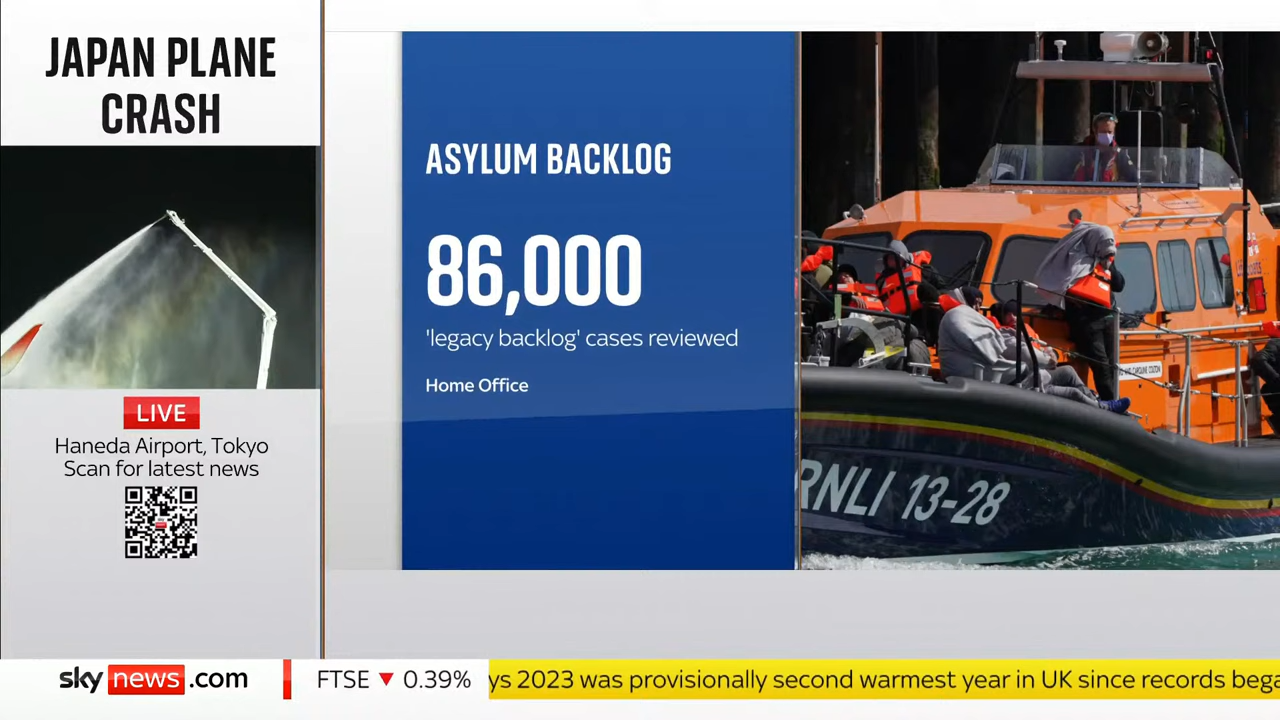 JAPAN PLANE
CRASH
LIVE
Haneda Airport, Tokyo
Scan for latest news
ASYLUM BACKLOG
86,000
'legacy backlog' cases reviewed
Home Office
RNLI 13-28
sky news .com
FTSE ▼ 0.39%
ys 2023 was provisionally second warmest year in UK since records bega